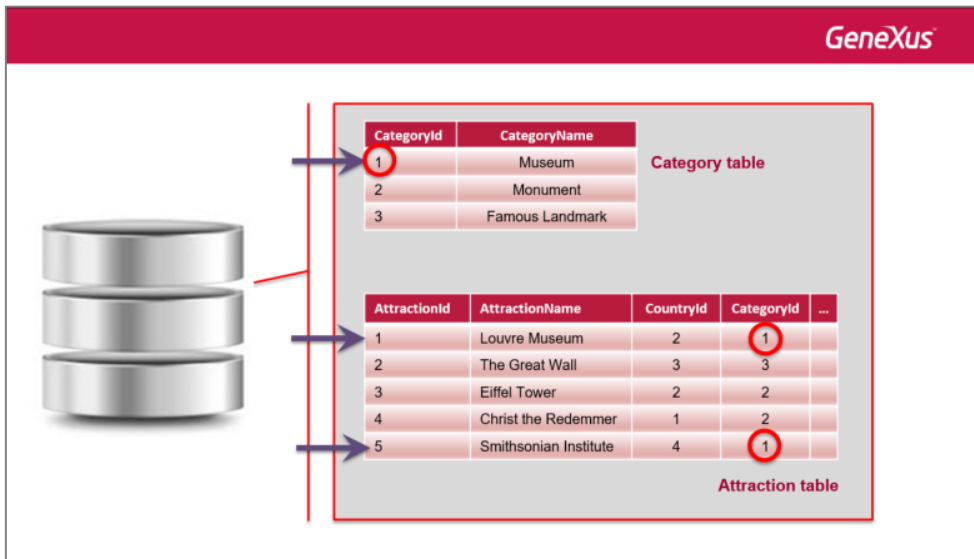 GeneXus™
CategoryId CategoryName
1 Museum
2 Monument
3 Famous Landmark
Category table
AttractionId AttractionName CountryId CategoryId ...
1 Louvre Museum 2 1
2 The Great Wall 3 3
3 Eiffel Tower 2 2
4 Christ the Redemmer 1 2
5 Smithsonian Institute 4 1
Attraction table